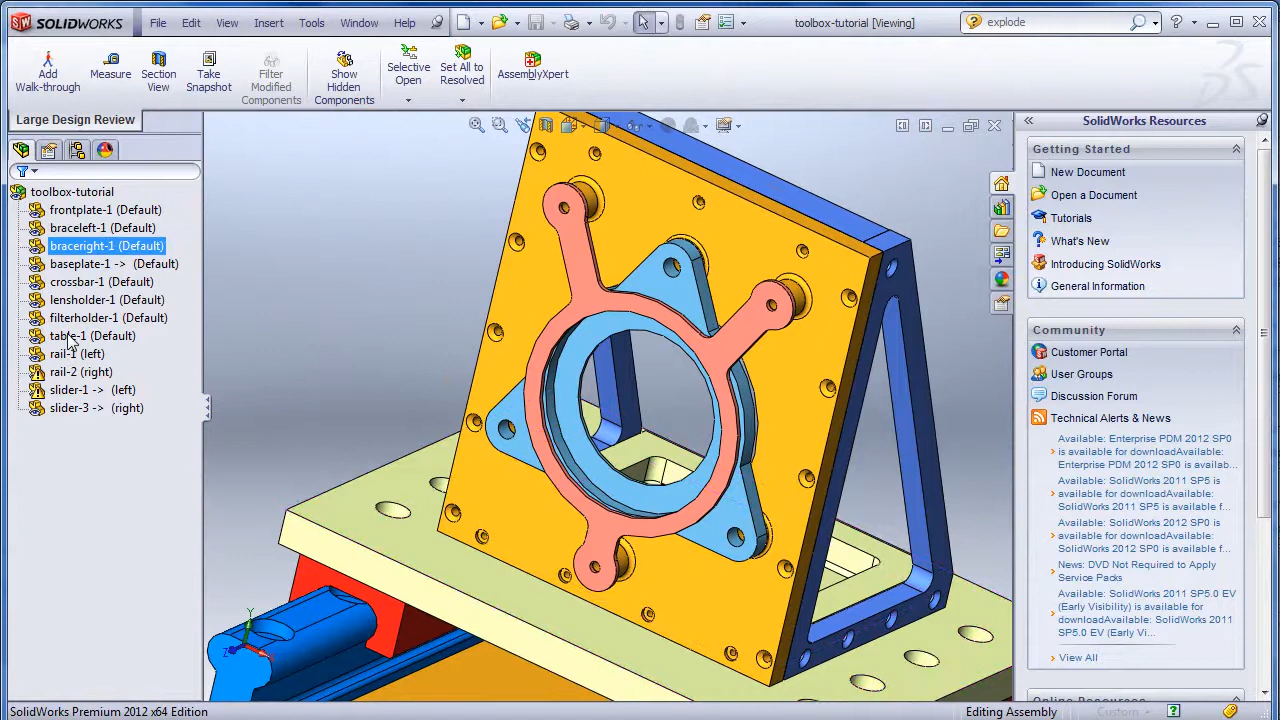 SOLIDWORKS File Edit View Insert Tools Window Help toolbox-tutorial [Viewing] explode
Add Walk-through
Measure
Section View
Take Snapshot
Filter Modified Components
Show Hidden Components
Selective Open
Set All to Resolved
AssemblyXpert
Large Design Review
toolbox-tutorial
frontplate-1 (Default)
braceleft-1 (Default)
braceright-1 (Default)
baseplate-1 -> (Default)
crossbar-1 (Default)
lensholder-1 (Default)
filterholder-1 (Default)
table-1 (Default)
rail-1 (left)
rail-2 (right)
slider-1 -> (left)
slider-3 -> (right)
Y
Z
SolidWorks Resources
Getting Started
New Document
Open a Document
Tutorials
What's New
Introducing SolidWorks
General Information
Community
Customer Portal
User Groups
Discussion Forum
Technical Alerts & News
Available: Enterprise PDM 2012 SP0
is available for downloadAvailable:
Enterprise PDM 2012 SP0 is availab...
Available: SolidWorks 2011 SP5 is
available for downloadAvailable:
SolidWorks 2011 SP5 is available f...
Available: SolidWorks 2012 SP0 is
available for downloadAvailable:
SolidWorks 2012 SP0 is available f...
News: DVD Not Required to Apply
Service Packs
Available: SolidWorks 2011 SP5.0 EV
(Early Visibility) is available for
downloadAvailable: SolidWorks 2011
SP5.0 EV (Early Vi...
View All
Online Resources
SolidWorks Premium 2012 x64 Edition
Editing Assembly
Custom